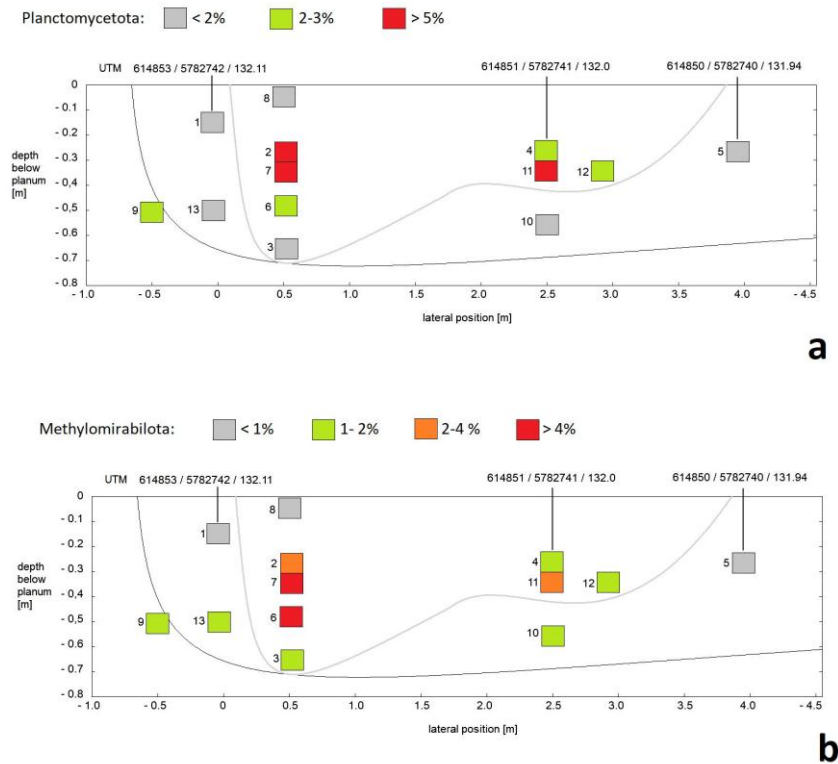 Planctomycetota: < 2% 2-3% > 5%
UTM 614853 / 5782742 / 132.11 614851 / 5782741 / 132.0 614850 / 5782740 / 131.94
0
- 0.1
- 0.2
- 0.3
- 0.4
- 0,5
- 0.6
- 0.7
- 0.8
depth
below
planum
[m]
8
1
2
7
4
11
12
5
6
9
13
10
3
- 1.0 - 0.5 0 0.5 1.0 1.5 2.0 2.5 3.0 3.5 4.0 - 4.5
lateral position [m]
a
Methylomirabilota: < 1% 1- 2% 2-4 % > 4%
UTM 614853 / 5782742 / 132.11 614851 / 5782741 / 132.0 614850 / 5782740 / 131.94
0
- 0.1
- 0.2
- 0.3
- 0.4
- 0,5
- 0.6
- 0.7
- 0.8
depth
below
planum
[m]
8
1
2
7
4
11
12
5
6
9
13
10
3
- 1.0 - 0.5 0 0.5 1.0 1.5 2.0 2.5 3.0 3.5 4.0 - 4.5
lateral position [m]
b